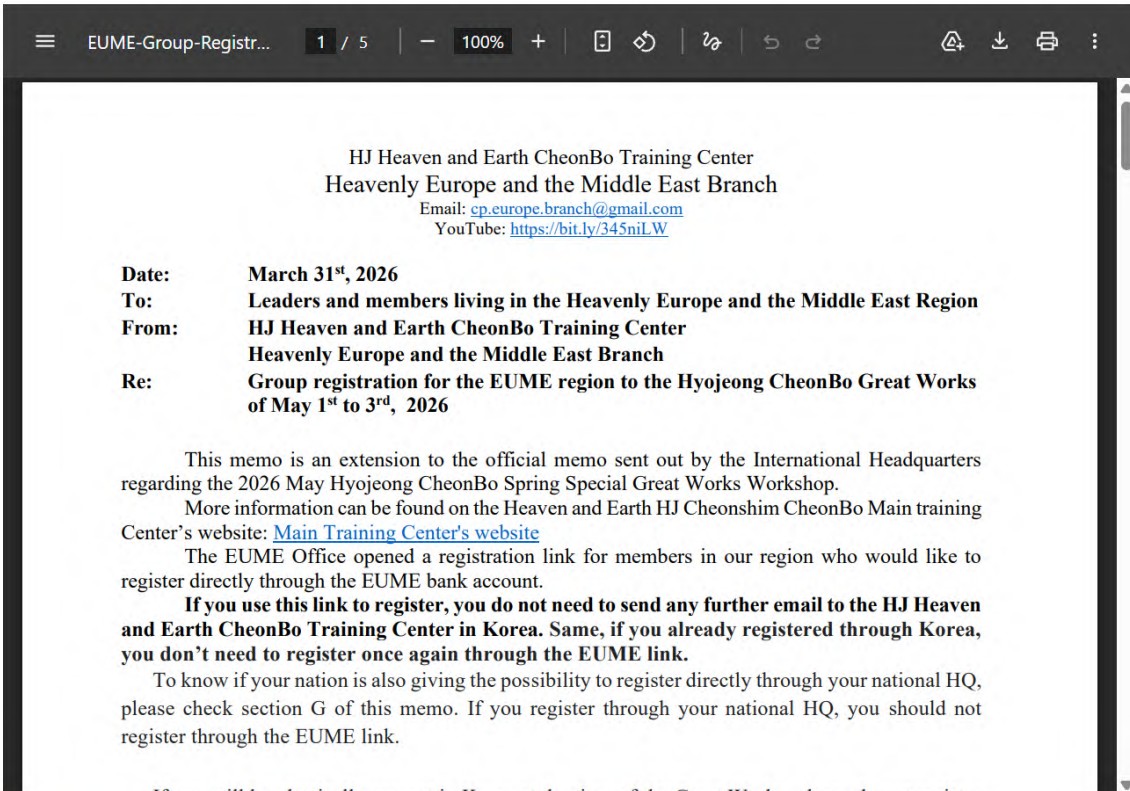 EUME-Group-Registr...
1 / 5
100%
HJ Heaven and Earth CheonBo Training Center
Heavenly Europe and the Middle East Branch
Email: cp.europe.branch@gmail.com
YouTube: https://bit.ly/345niLW
Date: March 31st, 2026
To: Leaders and members living in the Heavenly Europe and the Middle East Region
From: HJ Heaven and Earth CheonBo Training Center
Heavenly Europe and the Middle East Branch
Re: Group registration for the EUME region to the Hyojeong CheonBo Great Works
of May 1st to 3rd, 2026
This memo is an extension to the official memo sent out by the International Headquarters
regarding the 2026 May Hyojeong CheonBo Spring Special Great Works Workshop.
More information can be found on the Heaven and Earth HJ Cheonshim CheonBo Main training
Center's website: Main Training Center's website
The EUME Office opened a registration link for members in our region who would like to
register directly through the EUME bank account.
If you use this link to register, you do not need to send any further email to the HJ Heaven
and Earth CheonBo Training Center in Korea. Same, if you already registered through Korea,
you don't need to register once again through the EUME link.
To know if your nation is also giving the possibility to register directly through your national HQ,
please check section G of this memo. If you register through your national HQ, you should not
register through the EUME link.